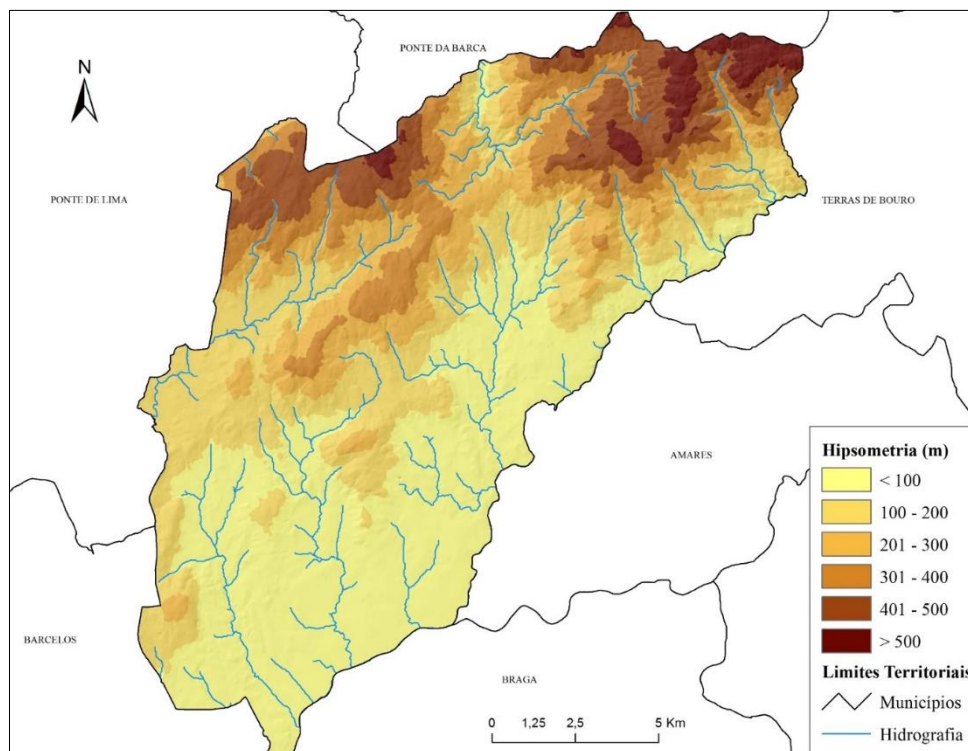 PONTE DA BARCA
N
PONTE DE LIMA
TERRAS DE BOURO
AMARES
BARCELOS
BRAGA
0 1,25 2,5 5 Km
Hipsometria (m)
< 100
100 - 200
201 - 300
301 - 400
401 - 500
> 500
Limites Territoriais
Municípios
Hidrografia